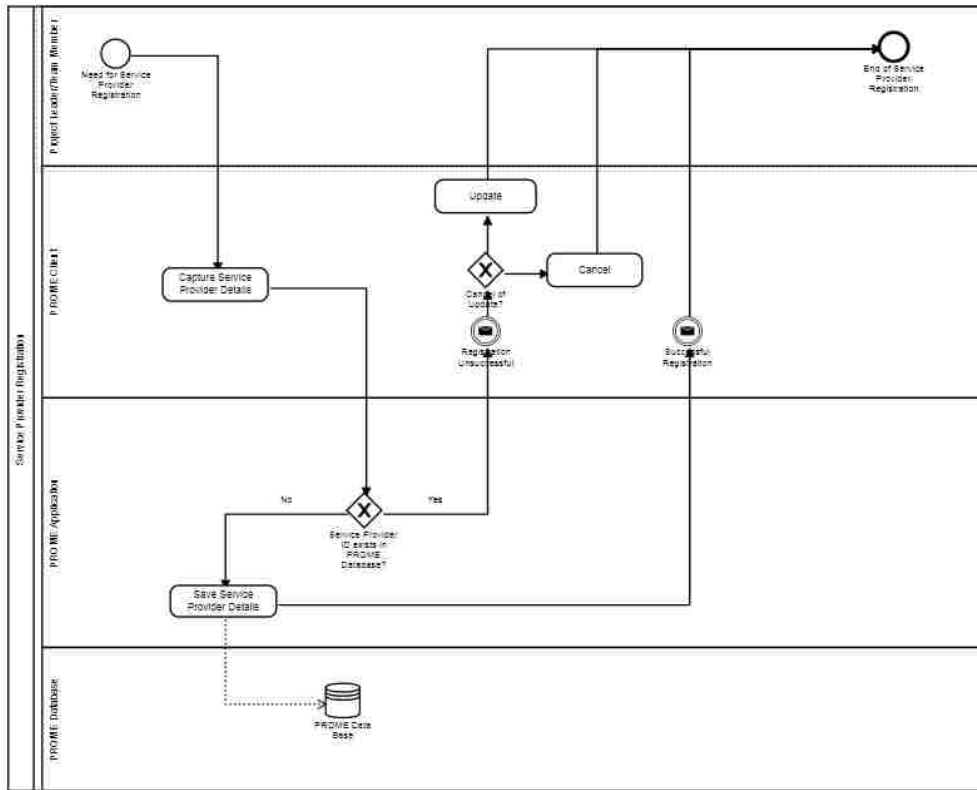 Service Provider Registration
Project Leader/Team Member
Need for Service
Provider
Registration
End of Service
Provider
Registration
PROME Client
Update
Capture Service
Provider Details
Cancel
Cancel of
Update?
Registration
Unsuccessful
Successful
Registration
PROME Application
No
Yes
Service Provider
ID exists in
PROME
Database?
Save Service
Provider Details
PROME Database
PROME Data
Base